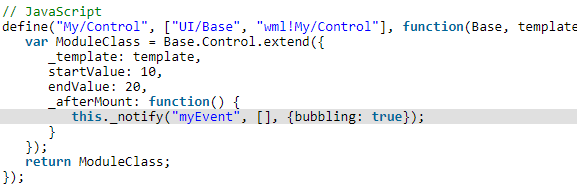 // JavaScript
define("My/Control", ["UI/Base", "wml!My/Control"], function(Base, template
var ModuleClass = Base.Control.extend({
_template: template,
startValue: 10,
endValue: 20,
_afterMount: function() {
this._notify("myEvent", [], {bubbling: true});
}
});
return ModuleClass;
});